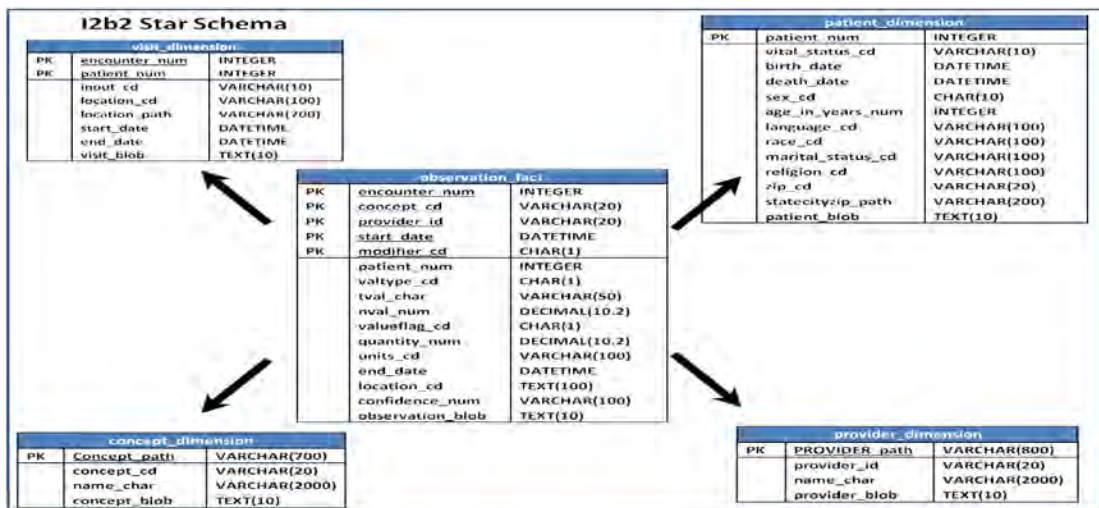 I2b2 Star Schema
visit_dimension
PK encounter_num INTEGER
PK patient_num INTEGER
inout_cd VARCHAR(10)
location_cd VARCHAR(100)
location_path VARCHAR(700)
start_date DATETIME
end_date DATETIME
visit_blob TEXT(10)
patient_dimension
PK patient_num INTEGER
vital_status_cd VARCHAR(10)
birth_date DATETIME
death_date DATETIME
sex_cd CHAR(10)
age_in_years_num INTEGER
language_cd VARCHAR(100)
race_cd VARCHAR(100)
marital_status_cd VARCHAR(100)
religion_cd VARCHAR(100)
zip_cd VARCHAR(20)
statecityzip_path VARCHAR(200)
patient_blob TEXT(10)
observation_fact
PK encounter_num INTEGER
PK concept_cd VARCHAR(20)
PK provider_id VARCHAR(20)
PK start_date DATETIME
PK modifier_cd CHAR(1)
patient_num INTEGER
valtype_cd CHAR(1)
tval_char VARCHAR(50)
nval_num DECIMAL(10.2)
valueflag_cd CHAR(1)
quantity_num DECIMAL(10.2)
units_cd VARCHAR(100)
end_date DATETIME
location_cd TEXT(100)
confidence_num VARCHAR(100)
observation_blob TEXT(10)
concept_dimension
PK Concept_path VARCHAR(700)
concept_cd VARCHAR(20)
name_char VARCHAR(2000)
concept_blob TEXT(10)
provider_dimension
PK PROVIDER_path VARCHAR(800)
provider_id VARCHAR(20)
name_char VARCHAR(2000)
provider_blob TEXT(10)